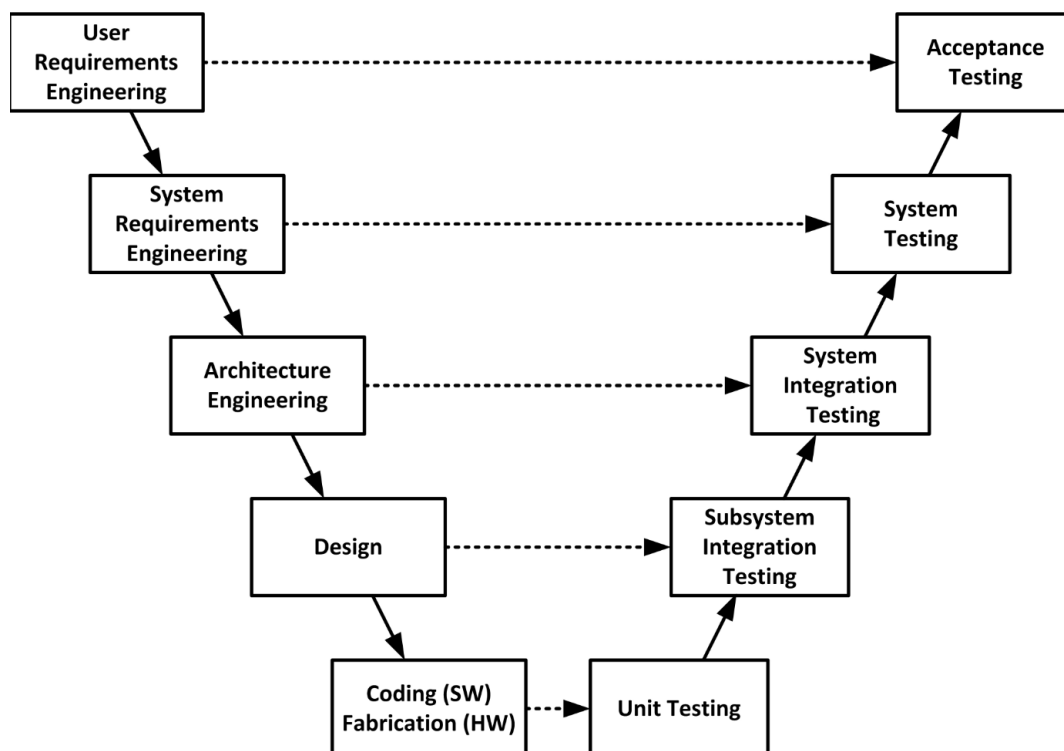 User
Requirements
Engineering
Acceptance
Testing
System
Requirements
Engineering
System
Testing
Architecture
Engineering
System
Integration
Testing
Design
Subsystem
Integration
Testing
Coding (SW)
Fabrication (HW)
Unit Testing